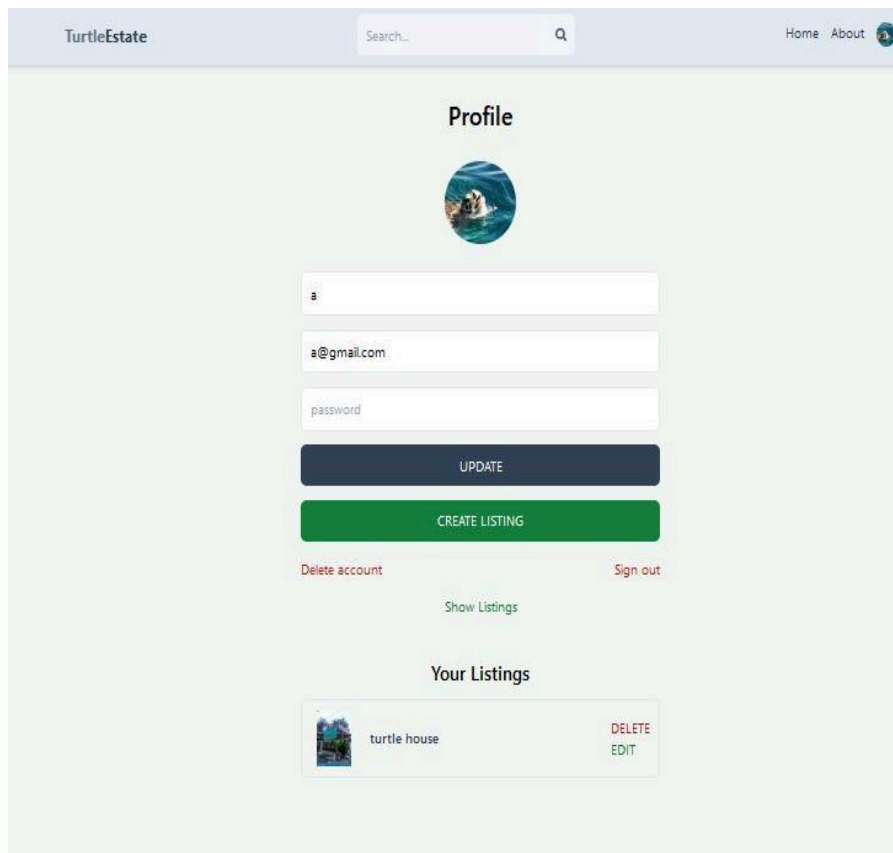 TurtleEstate
Search...
Home About
Profile
a
a@gmail.com
password
UPDATE
CREATE LISTING
Delete account Sign out
Show Listings
Your Listings
turtle house
DELETE
EDIT